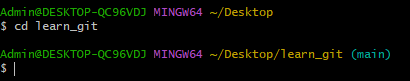 Admin@DESKTOP-QC96VDJ MINGW64 ~/Desktop
$ cd learn_git
Admin@DESKTOP-QC96VDJ MINGW64 ~/Desktop/learn_git (main)
$